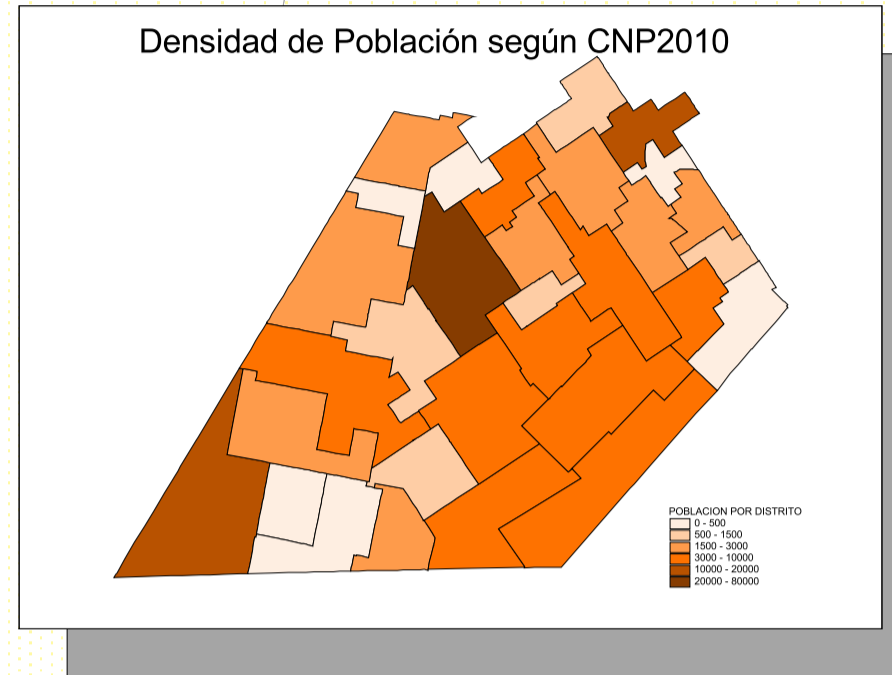 Densidad de Población según CNP2010
POBLACION POR DISTRITO
0 - 500
500 - 1500
1500 - 3000
3000 - 10000
10000 - 20000
20000 - 80000